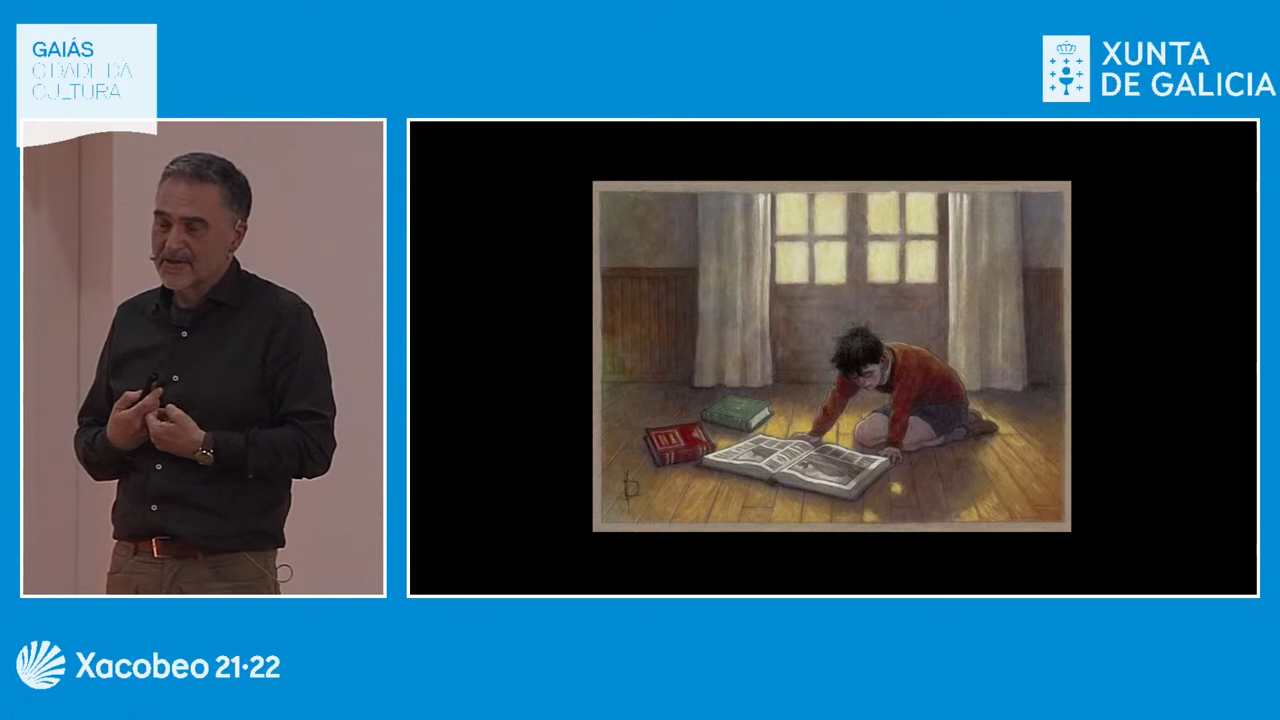 GAIÁS
CIDADE DA
CULTURA
XUNTA
DE GALICIA
Xacobeo 21·22